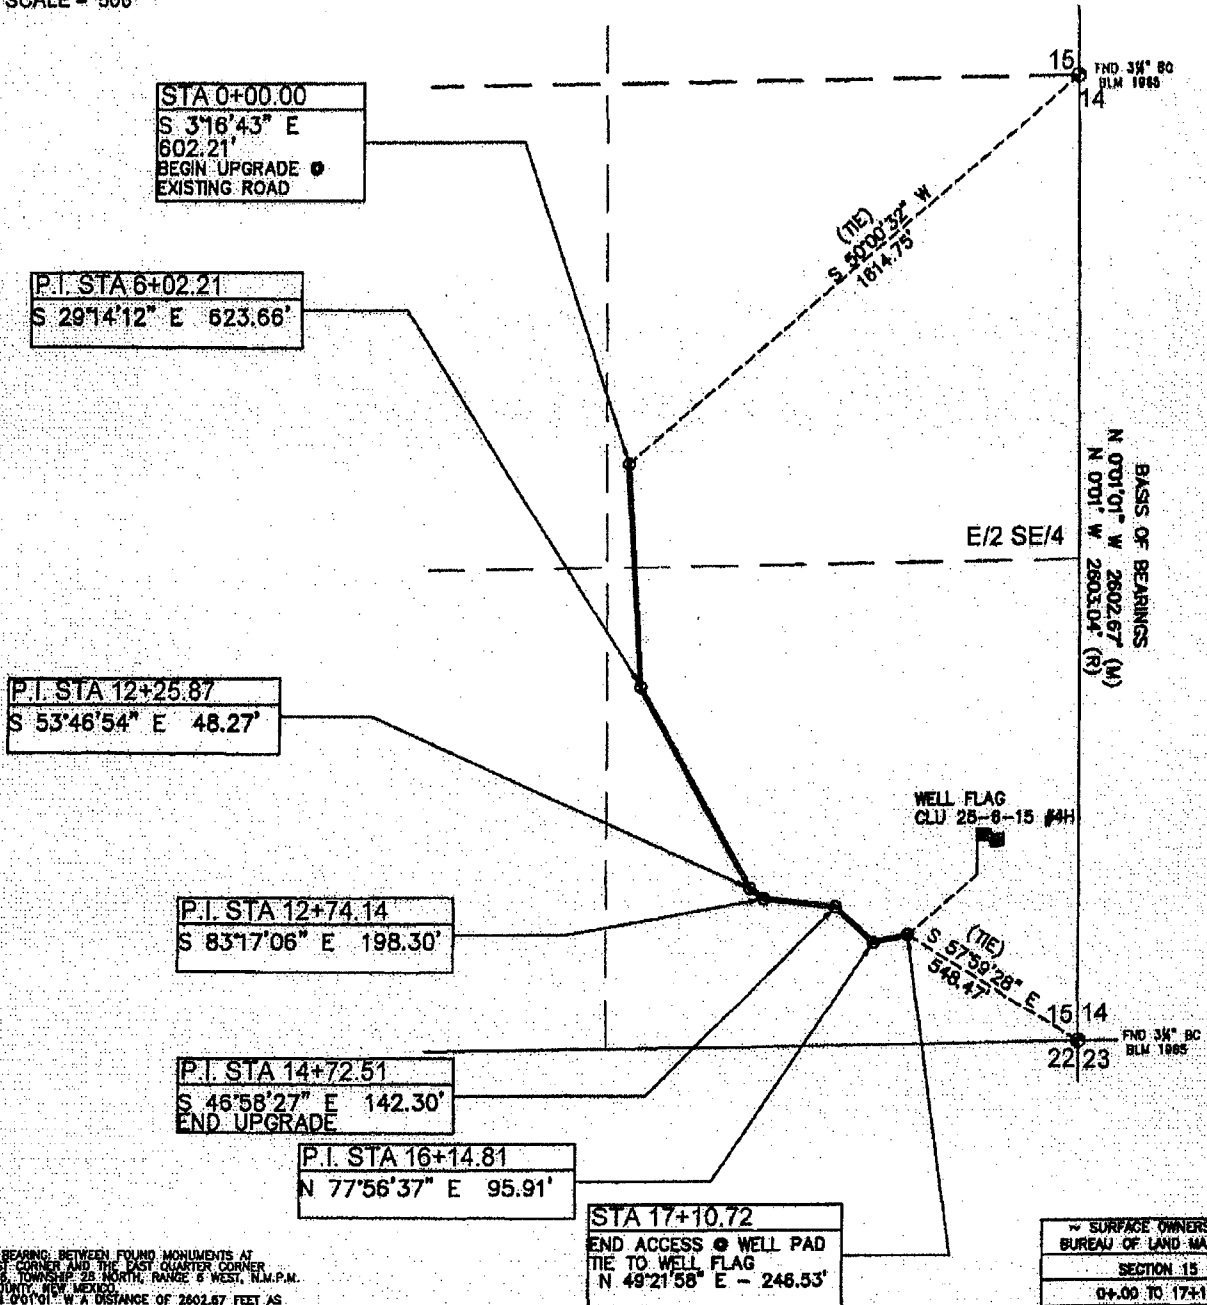 SCALE = 500'
15
FND 3¼" BC
BLM 1965
14
STA 0+00.00
S 3°16'43" E
602.21'
BEGIN UPGRADE @
EXISTING ROAD
(TIE)
S 50°00'32" W
1614.75'
P.I. STA 6+02.21
S 29°14'12" E 623.66'
BASIS OF BEARINGS
N 0°01'01" W 2602.67' (M)
N 0°01' W 2603.04' (R)
E/2 SE/4
P.I. STA 12+25.87
S 53°46'54" E 48.27'
WELL FLAG
CLU 28-6-15 #4H
P.I. STA 12+74.14
S 83°17'06" E 198.30'
(TIE)
S 57°59'28" E
548.47'
15 14
22 23
FND 3¼" BC
BLM 1965
P.I. STA 14+72.51
S 46°58'27" E 142.30'
END UPGRADE
P.I. STA 16+14.81
N 77°56'37" E 95.91'
STA 17+10.72
END ACCESS @ WELL PAD
TIE TO WELL FLAG
N 49°21'58" E - 246.53'
BEARING BETWEEN FOUND MONUMENTS AT
CORNER AND THE EAST QUARTER CORNER
TOWNSHIP 28 NORTH, RANGE 6 WEST, N.M.P.M.
COUNTY, NEW MEXICO.
0°01'01" W A DISTANCE OF 2602.67 FEET AS
~ SURFACE OWNERS
BUREAU OF LAND MA
SECTION 15
0+.00 TO 17+1